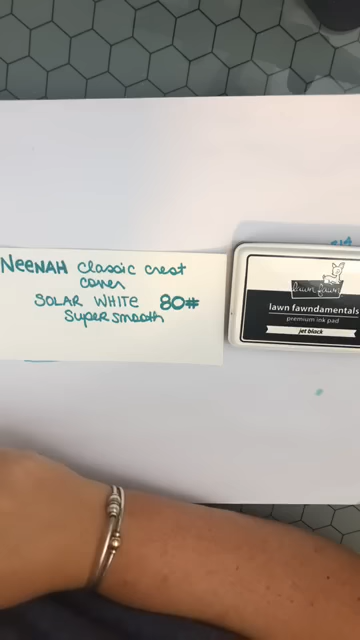 NEENAH classic crest
cover
SOLAR WHITE 80#
Super smooth
lawn fawn
lawn fawndamentals
premium ink pad
jet black